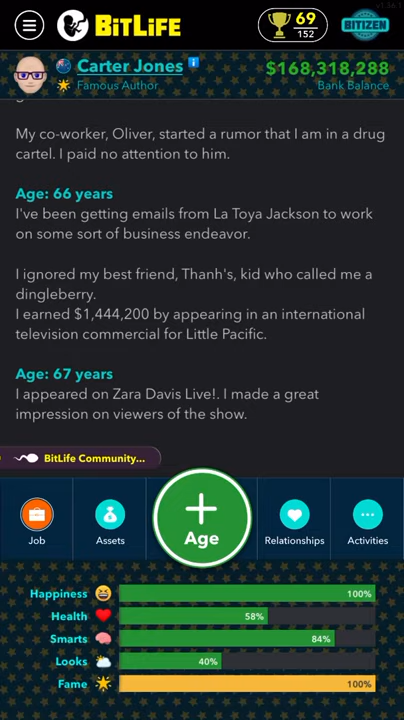 v1.36.1
BITLIFE
69
152
BITIZEN
Carter Jones
$168,318,288
Famous Author
Bank Balance
My co-worker, Oliver, started a rumor that I am in a drug
cartel. I paid no attention to him.
Age: 66 years
I've been getting emails from La Toya Jackson to work
on some sort of business endeavor.
I ignored my best friend, Thanh's, kid who called me a
dingleberry.
I earned $1,444,200 by appearing in an international
television commercial for Little Pacific.
Age: 67 years
I appeared on Zara Davis Live!. I made a great
impression on viewers of the show.
BitLife Community...
Job
Assets
Age
Relationships
Activities
Happiness
100%
Health
58%
Smarts
84%
Looks
40%
Fame
100%